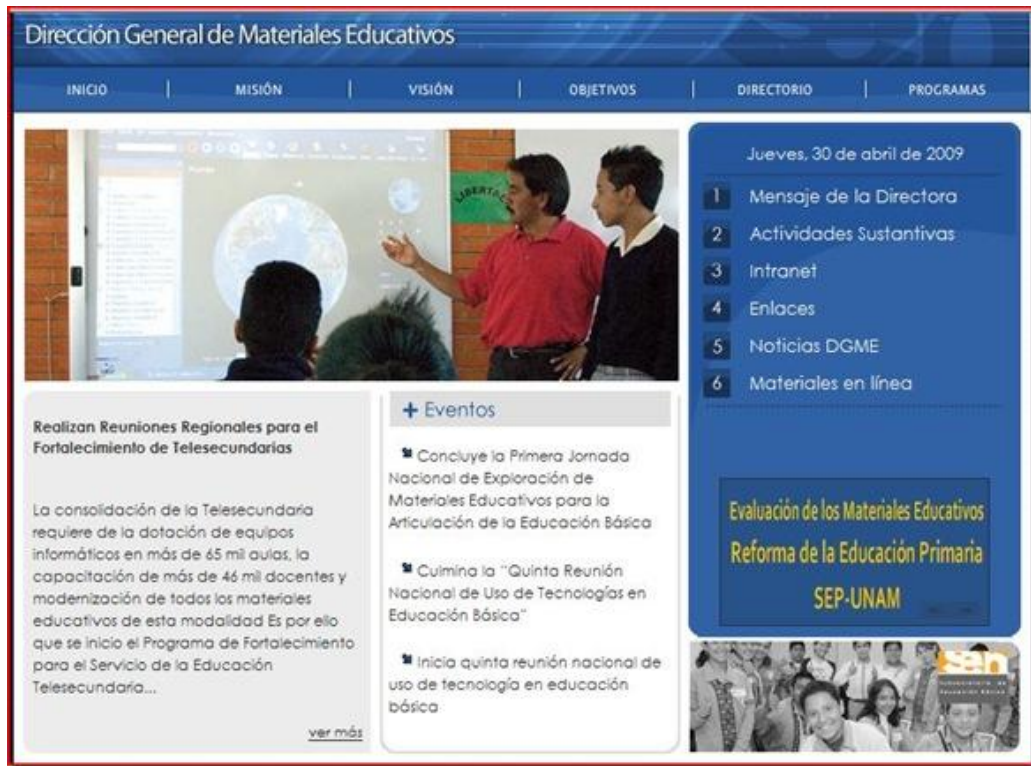 Dirección General de Materiales Educativos
INICIO
MISIÓN
VISIÓN
OBJETIVOS
DIRECTORIO
PROGRAMAS
LIBERTAD
Jueves, 30 de abril de 2009
1 Mensaje de la Directora
2 Actividades Sustantivas
3 Intranet
4 Enlaces
5 Noticias DGME
6 Materiales en línea
Realizan Reuniones Regionales para el
Fortalecimiento de Telesecundarias
La consolidación de la Telesecundaria
requiere de la dotación de equipos
informáticos en más de 65 mil aulas, la
capacitación de más de 46 mil docentes y
modernización de todos los materiales
educativos de esta modalidad Es por ello
que se inicio el Programa de Fortalecimiento
para el Servicio de la Educación
Telesecundaria...
ver más
+ Eventos
Concluye la Primera Jornada
Nacional de Exploración de
Materiales Educativos para la
Articulación de la Educación Básica
Culmina la "Quinta Reunión
Nacional de Uso de Tecnologías en
Educación Básica"
Inicia quinta reunión nacional de
uso de tecnología en educación
básica
Evaluación de los Materiales Educativos
Reforma de la Educación Primaria
SEP-UNAM